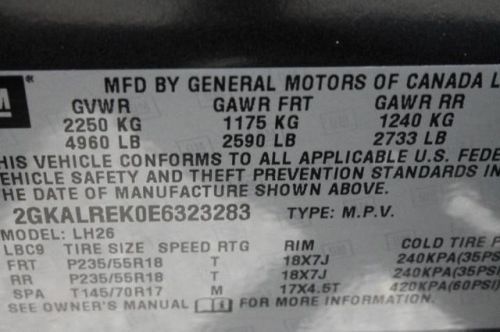 M ®
MFD BY GENERAL MOTORS OF CANADA L
GVWR GAWR FRT GAWR RR
2250 KG 1175 KG 1240 KG
4960 LB 2590 LB 2733 LB
THIS VEHICLE CONFORMS TO ALL APPLICABLE U.S. FEDE
VEHICLE SAFETY AND THEFT PREVENTION STANDARDS IN
THE DATE OF MANUFACTURE SHOWN ABOVE.
2GKALREK0E6323283 TYPE: M.P.V.
MODEL: LH26
LBC9 TIRE SIZE SPEED RTG RIM COLD TIRE P
FRT P235/55R18 T 18X7J 240KPA(35PS
RR P235/55R18 T 18X7J 240KPA(35PS
SPA T145/70R17 M 17X4.5T 420KPA(60PSI)
SEE OWNER'S MANUAL FOR MORE INFORMATION.